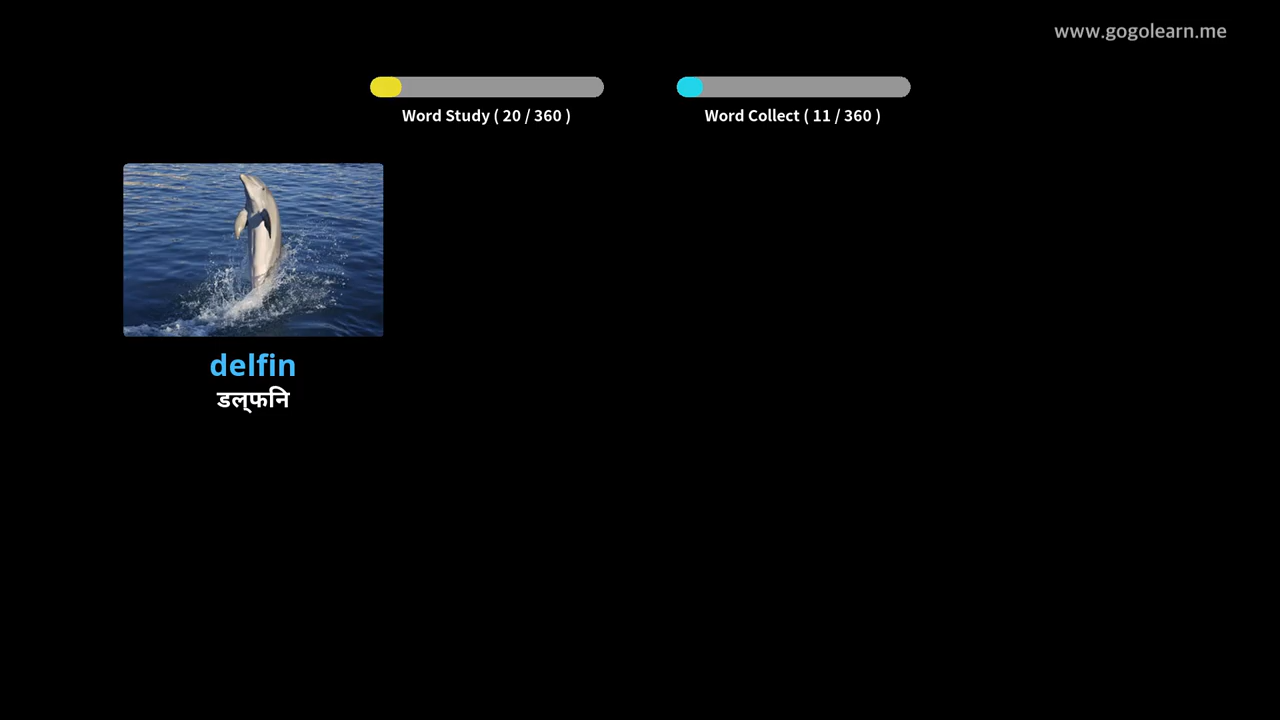 www.gogolearn.me
Word Study ( 20 / 360 )
Word Collect ( 11 / 360 )
delfin
डल्फनि